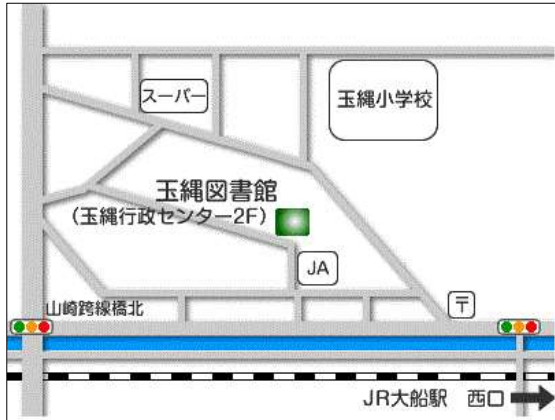 スーパー
玉縄小学校
玉縄図書館
(玉縄行政センター2F)
JA
山崎跨線橋北
〒
JR大船駅 西口